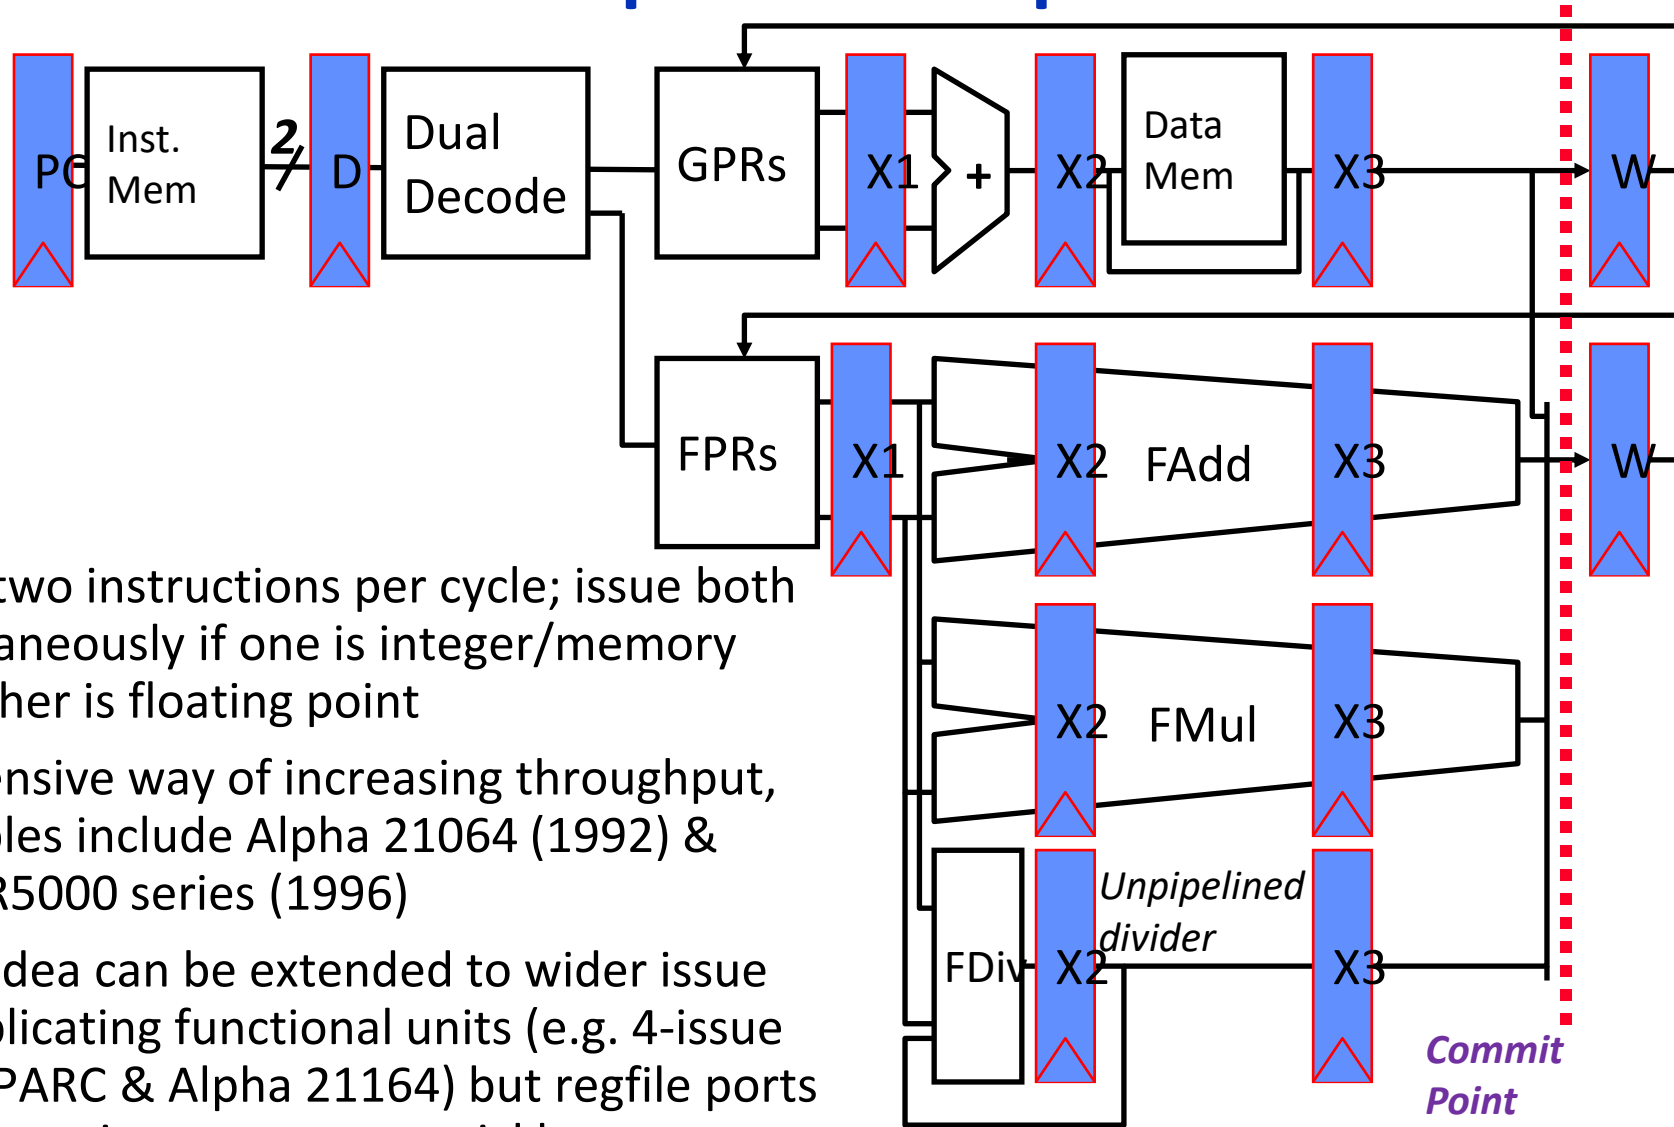 PC
Inst.
Mem
2
D
Dual
Decode
GPRs
X1
+
X2
Data
Mem
X3
W
FPRs
X1
X2
FAdd
X3
W
two instructions per cycle; issue both
aneously if one is integer/memory
her is floating point
X2
FMul
X3
ensive way of increasing throughput,
les include Alpha 21064 (1992) &
R5000 series (1996)
Unpipelined
divider
FDiv
X2
X3
dea can be extended to wider issue
plicating functional units (e.g. 4-issue
PARC & Alpha 21164) but regfile ports
Commit
Point